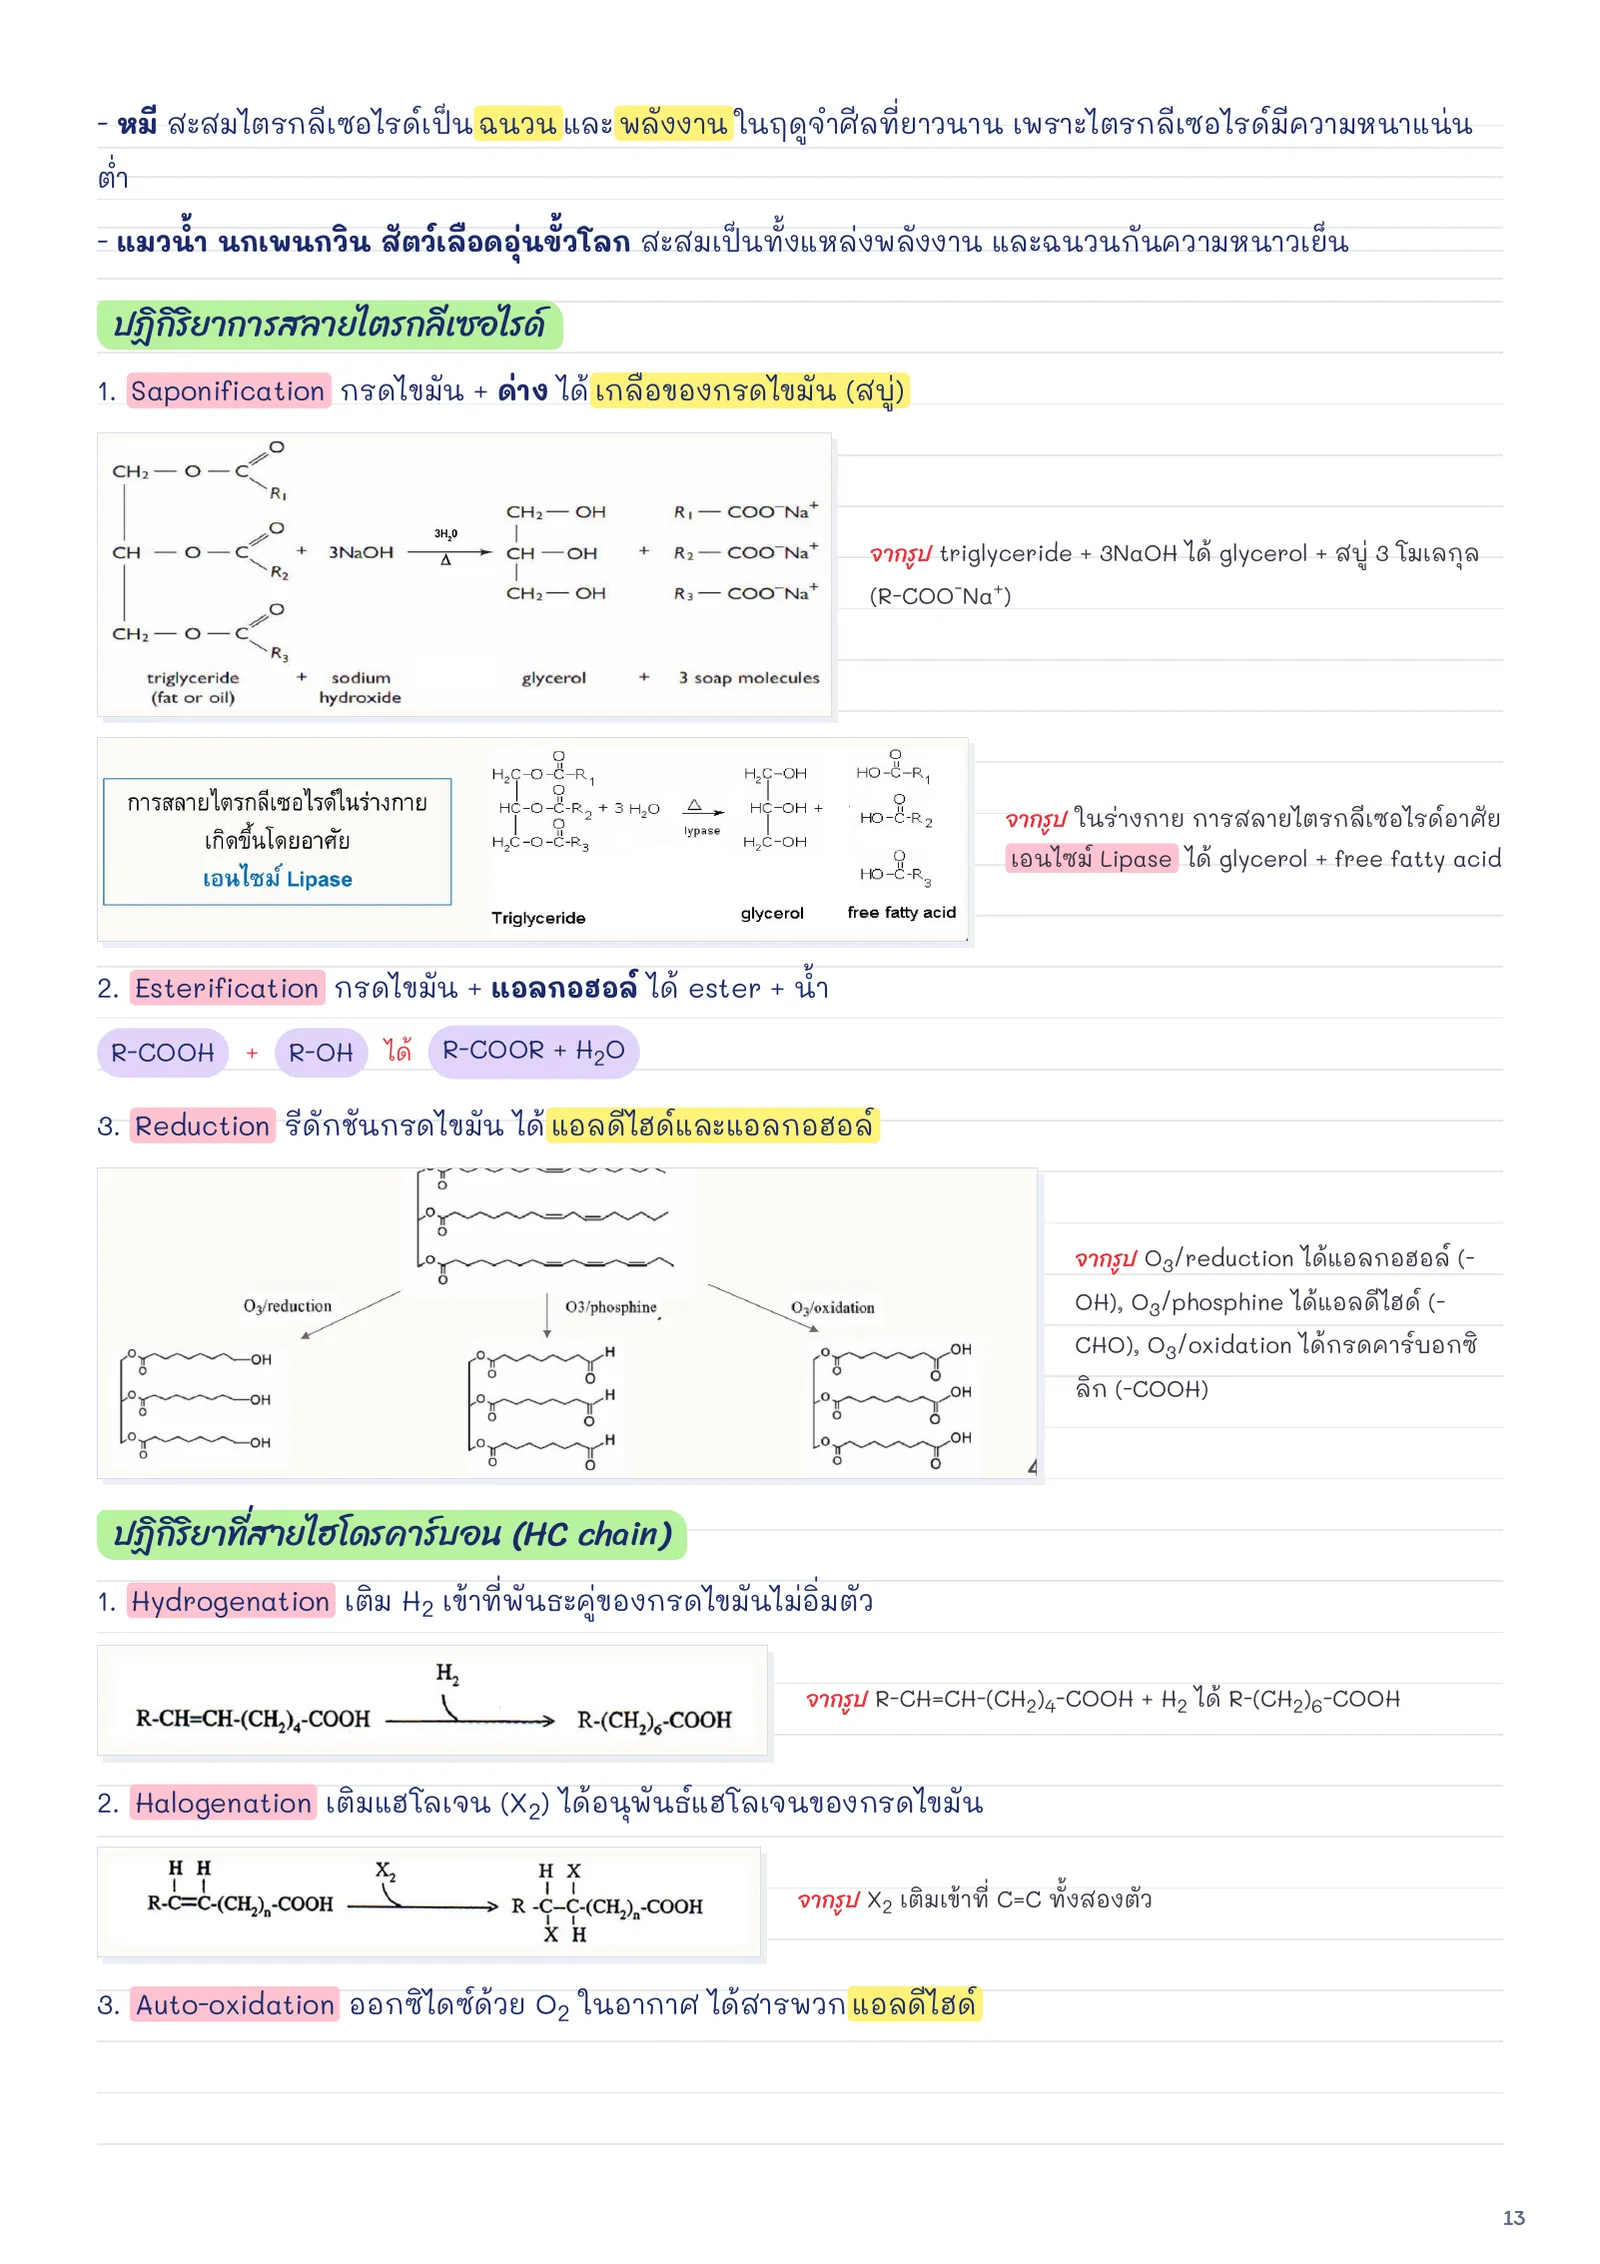 - หมี สะสมไตรกลีเซอไรด์เป็น ฉนวน และ พลังงาน ในฤดูจำศีลที่ยาวนาน เพราะไตรกลีเซอไรด์มีความหนาแน่น
ต่ำ
- แมวน้ำ นกเพนกวิน สัตว์เลือดอุ่นขั้วโลก สะสมเป็นทั้งแหล่งพลังงาน และฉนวนกันความหนาวเย็น
ปฏิกิริยาการสลายไตรกลีเซอไรด์
1. Saponification กรดไขมัน + ด่าง ได้ เกลือของกรดไขมัน (สบู่)
CH₂ — O — C O
R₁
CH — O — C O
R₂
CH₂ — O — C O
R₃
+ 3NaOH
3H₂O
Δ
CH₂ — OH
CH — OH
CH₂ — OH
+
R₁ — COO⁻Na⁺
R₂ — COO⁻Na⁺
R₃ — COO⁻Na⁺
triglyceride + sodium glycerol + 3 soap molecules
(fat or oil) hydroxide
จากรูป triglyceride + 3NaOH ได้ glycerol + สบู่ 3 โมเลกุล
(R-COO⁻Na⁺)
การสลายไตรกลีเซอไรด์ในร่างกาย
เกิดขึ้นโดยอาศัย
เอนไซม์ Lipase
O O
H₂C-O-C-R₁ H₂C-OH HO-C-R₁
O O
HC-O-C-R₂ + 3 H₂O Δ HC-OH + HO-C-R₂
lypase
O O
H₂C-O-C-R₃ H₂C-OH HO-C-R₃
Triglyceride glycerol free fatty acid
จากรูป ในร่างกาย การสลายไตรกลีเซอไรด์อาศัย
เอนไซม์ Lipase ได้ glycerol + free fatty acid
2. Esterification กรดไขมัน + แอลกอฮอล์ ได้ ester + น้ำ
R-COOH + R-OH ได้ R-COOR + H₂O
3. Reduction รีดักชันกรดไขมัน ได้ แอลดีไฮด์และแอลกอฮอล์
O
O
O
O
O
O₃/reduction O3/phosphine O₃/oxidation
O OH O H O OH
O O O O O
O OH O H O OH
O O O O O
O OH O H O OH
O O O O O
4
จากรูป O₃/reduction ได้แอลกอฮอล์ (-
OH), O₃/phosphine ได้แอลดีไฮด์ (-
CHO), O₃/oxidation ได้กรดคาร์บอกซิ
ลิก (-COOH)
ปฏิกิริยาที่สายไฮโดรคาร์บอน (HC chain)
1. Hydrogenation เติม H₂ เข้าที่พันธะคู่ของกรดไขมันไม่อิ่มตัว
H₂
R-CH=CH-(CH₂)₄-COOH R-(CH₂)₆-COOH
จากรูป R-CH=CH-(CH₂)₄-COOH + H₂ ได้ R-(CH₂)₆-COOH
2. Halogenation เติมแฮโลเจน (X₂) ได้อนุพันธ์แฮโลเจนของกรดไขมัน
H H X₂ H X
R-C=C-(CH₂)ₙ-COOH R -C-C-(CH₂)ₙ-COOH
X H
จากรูป X₂ เติมเข้าที่ C=C ทั้งสองตัว
3. Auto-oxidation ออกซิไดซ์ด้วย O₂ ในอากาศ ได้สารพวก แอลดีไฮด์
13